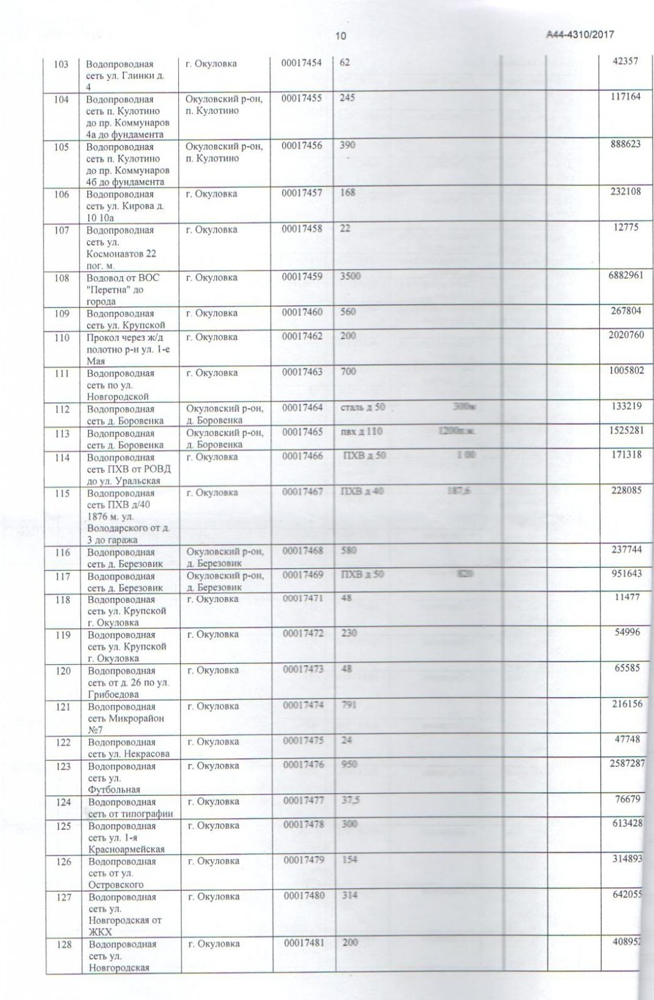 10 А44-4310/2017
103 Водопроводная г. Окуловка 00017454 62 42357
сеть ул. Глинки д.
4
104 Водопроводная Окуловский р-он, 00017455 245 117164
сеть п. Кулотино п. Кулотино
до пр. Коммунаров
4а до фундамента
105 Водопроводная Окуловский р-он, 00017456 390 888623
сеть п. Кулотино п. Кулотино
до пр. Коммунаров
4б до фундамента
106 Водопроводная г. Окуловка 00017457 168 232108
сеть ул. Кирова д.
10 10а
107 Водопроводная г. Окуловка 00017458 22 12775
сеть ул.
Космонавтов 22
пог. м.
108 Водовод от ВОС г. Окуловка 00017459 3500 6882961
"Перетна" до
города
109 Водопроводная г. Окуловка 00017460 560 267804
сеть ул. Крупской
110 Прокол через ж/д г. Окуловка 00017462 200 2020760
полотно р-н ул. 1-е
Мая
111 Водопроводная г. Окуловка 00017463 700 1005802
сеть по ул.
Новгородской
112 Водопроводная Окуловский р-он, 00017464 сталь д 50 300м 133219
сеть д. Боровенка д. Боровенка
113 Водопроводная Окуловский р-он, 00017465 пвх д 110 1525281
сеть д. Боровенка д. Боровенка
114 Водопроводная г. Окуловка 00017466 ПХВ д 50 171318
сеть ПХВ от РОВД
до ул. Уральская
115 Водопроводная г. Окуловка 00017467 ПХВ д 40 187,6 228085
сеть ПХВ д/40
1876 м. ул.
Володарского от д.
3 до гаража
116 Водопроводная Окуловский р-он, 00017468 580 237744
сеть д. Березовик д. Березовик
117 Водопроводная Окуловский р-он, 00017469 ПХВ д 50 951643
сеть д. Березовик д. Березовик
118 Водопроводная г. Окуловка 00017471 48 11477
сеть ул. Крупской
г. Окуловка
119 Водопроводная г. Окуловка 00017472 230 54996
сеть ул. Крупской
г. Окуловка
120 Водопроводная г. Окуловка 00017473 48 65585
сеть от д. 26 по ул.
Грибоедова
121 Водопроводная г. Окуловка 00017474 791 216156
сеть Микрорайон
№7
122 Водопроводная г. Окуловка 00017475 24 47748
сеть ул. Некрасова
123 Водопроводная г. Окуловка 00017476 950 2587287
сеть ул.
Футбольная
124 Водопроводная г. Окуловка 00017477 37,5 76679
сеть от типографии
125 Водопроводная г. Окуловка 00017478 300 613428
сеть ул. 1-я
Красноармейская
126 Водопроводная г. Окуловка 00017479 154 314893
сеть от ул.
Островского
127 Водопроводная г. Окуловка 00017480 314 642055
сеть ул.
Новгородская от
ЖКХ
128 Водопроводная г. Окуловка 00017481 200 408952
сеть ул.
Новгородская